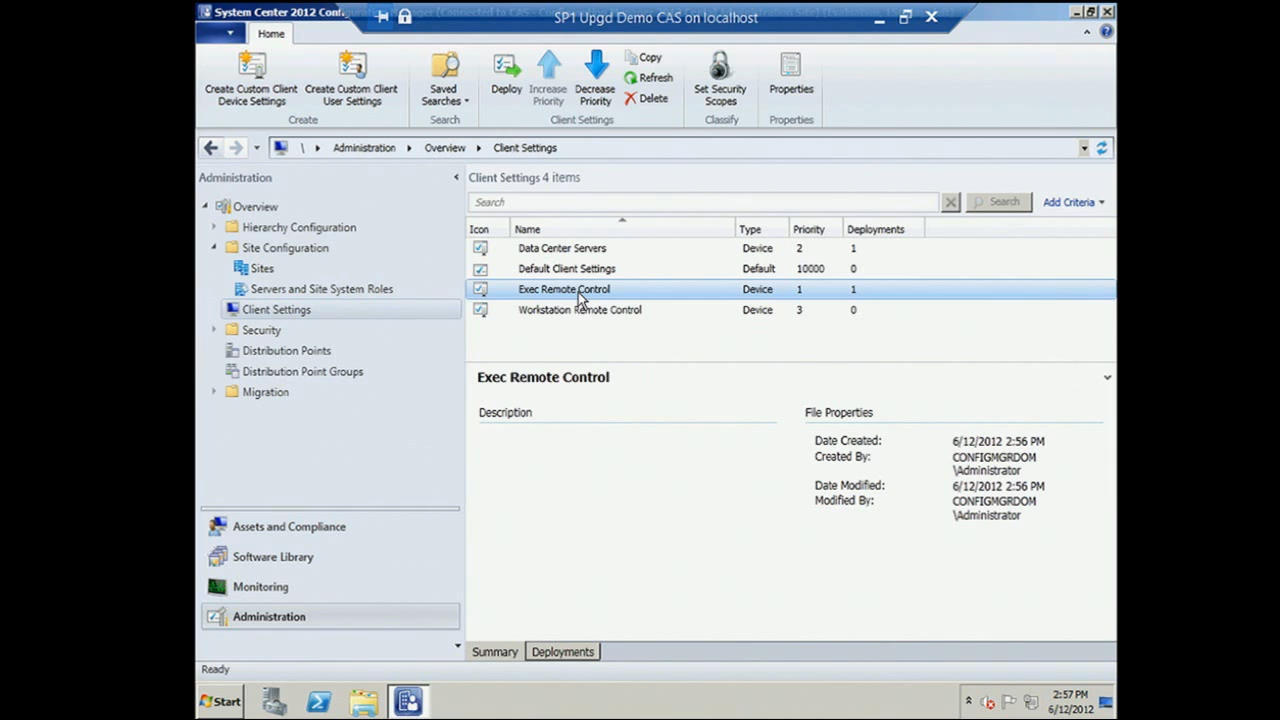 System Center 2012 Confi
SP1 Upgd Demo CAS on localhost
Home
Create Custom Client Device Settings
Create Custom Client User Settings
Saved Searches
Deploy
Increase Priority
Decrease Priority
Copy
Refresh
Delete
Set Security Scopes
Properties
Create
Search
Client Settings
Classify
Properties
\ Administration Overview Client Settings
Administration
Overview
Hierarchy Configuration
Site Configuration
Sites
Servers and Site System Roles
Client Settings
Security
Distribution Points
Distribution Point Groups
Migration
Assets and Compliance
Software Library
Monitoring
Administration
Client Settings 4 items
Search Search Add Criteria
Icon Name Type Priority Deployments
Data Center Servers Device 2 1
Default Client Settings Default 10000 0
Exec Remote Control Device 1 1
Workstation Remote Control Device 3 0
Exec Remote Control
Description
File Properties
Date Created: 6/12/2012 2:56 PM
Created By: CONFIGMGRDOM
\Administrator
Date Modified: 6/12/2012 2:56 PM
Modified By: CONFIGMGRDOM
\Administrator
Summary Deployments
Ready
Start
2:57 PM
6/12/2012